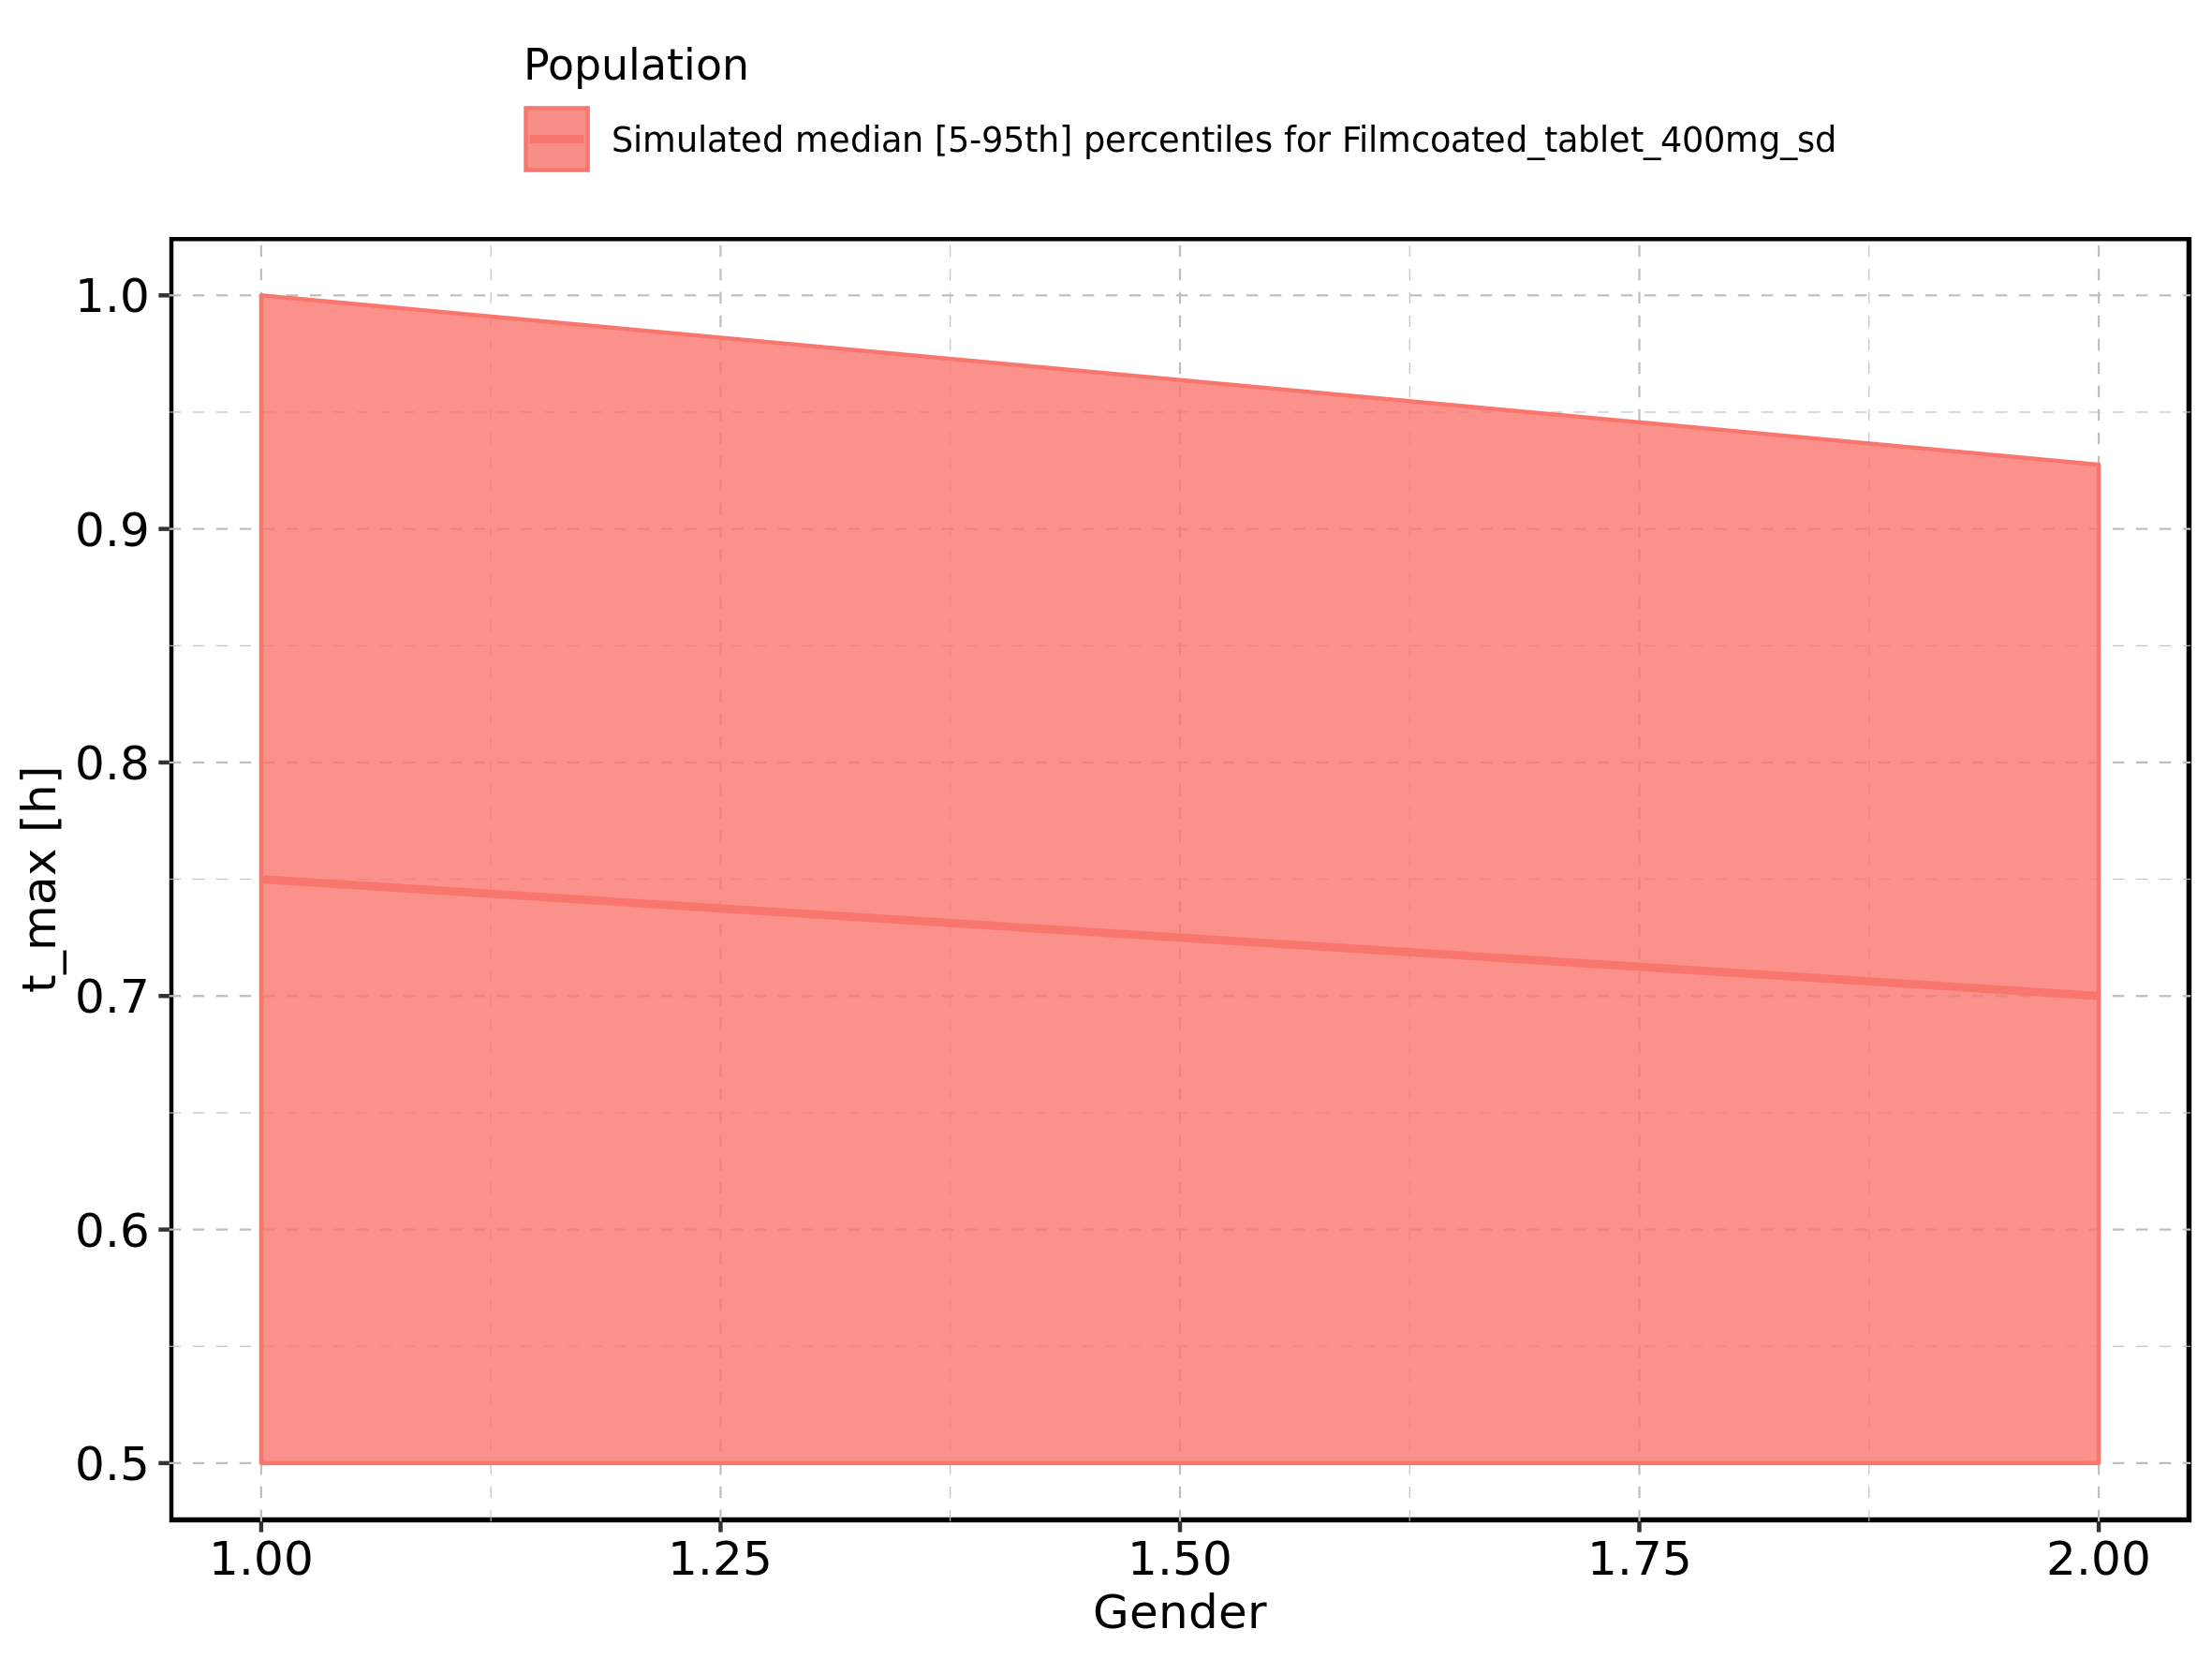 Population
Simulated median [5-95th] percentiles for Filmcoated_tablet_400mg_sd
t_max [h]
1.0
0.9
0.8
0.7
0.6
0.5
1.00 1.25 1.50 1.75 2.00
Gender